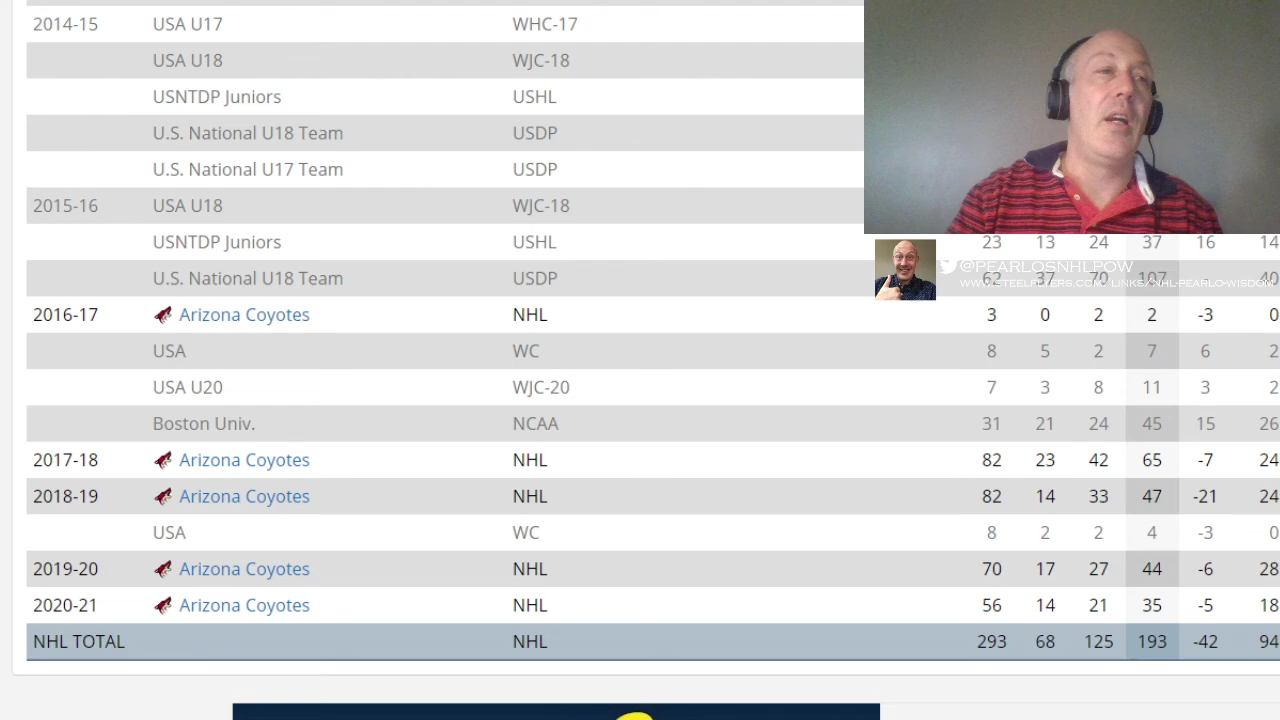 2014-15 USA U17 WHC-17
USA U18 WJC-18
USNTDP Juniors USHL
U.S. National U18 Team USDP
U.S. National U17 Team USDP
2015-16 USA U18 WJC-18
USNTDP Juniors USHL 23 13 24 37 16 14
@PEARLOSNHLPOW
U.S. National U18 Team USDP 62 37 70 107 - 40
WWW.STEELFLYERS.COM/ LINKS/NHL-PEARLO-WISDOM
2016-17 Arizona Coyotes NHL 3 0 2 2 -3 0
USA WC 8 5 2 7 6 2
USA U20 WJC-20 7 3 8 11 3 2
Boston Univ. NCAA 31 21 24 45 15 26
2017-18 Arizona Coyotes NHL 82 23 42 65 -7 24
2018-19 Arizona Coyotes NHL 82 14 33 47 -21 24
USA WC 8 2 2 4 -3 0
2019-20 Arizona Coyotes NHL 70 17 27 44 -6 28
2020-21 Arizona Coyotes NHL 56 14 21 35 -5 18
NHL TOTAL NHL 293 68 125 193 -42 94